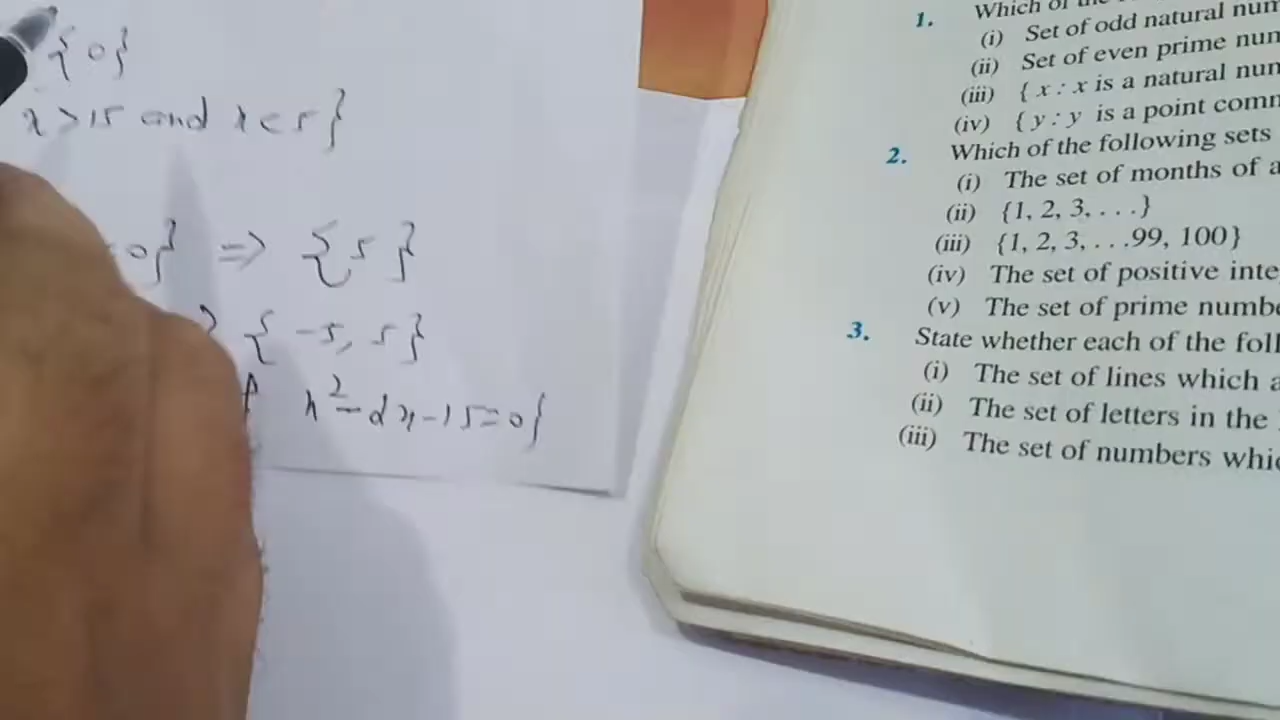 {0}
x>15 and x<5}
=0} => {5}
{-5, 5}
x²-2x-15=0}
1. Which of the
(i) Set of odd natural num
(ii) Set of even prime num
(iii) { x : x is a natural num
(iv) { y : y is a point comm
2. Which of the following sets
(i) The set of months of a
(ii) {1, 2, 3, . . .}
(iii) {1, 2, 3, . . .99, 100}
(iv) The set of positive inte
(v) The set of prime numbe
3. State whether each of the foll
(i) The set of lines which a
(ii) The set of letters in the
(iii) The set of numbers whic